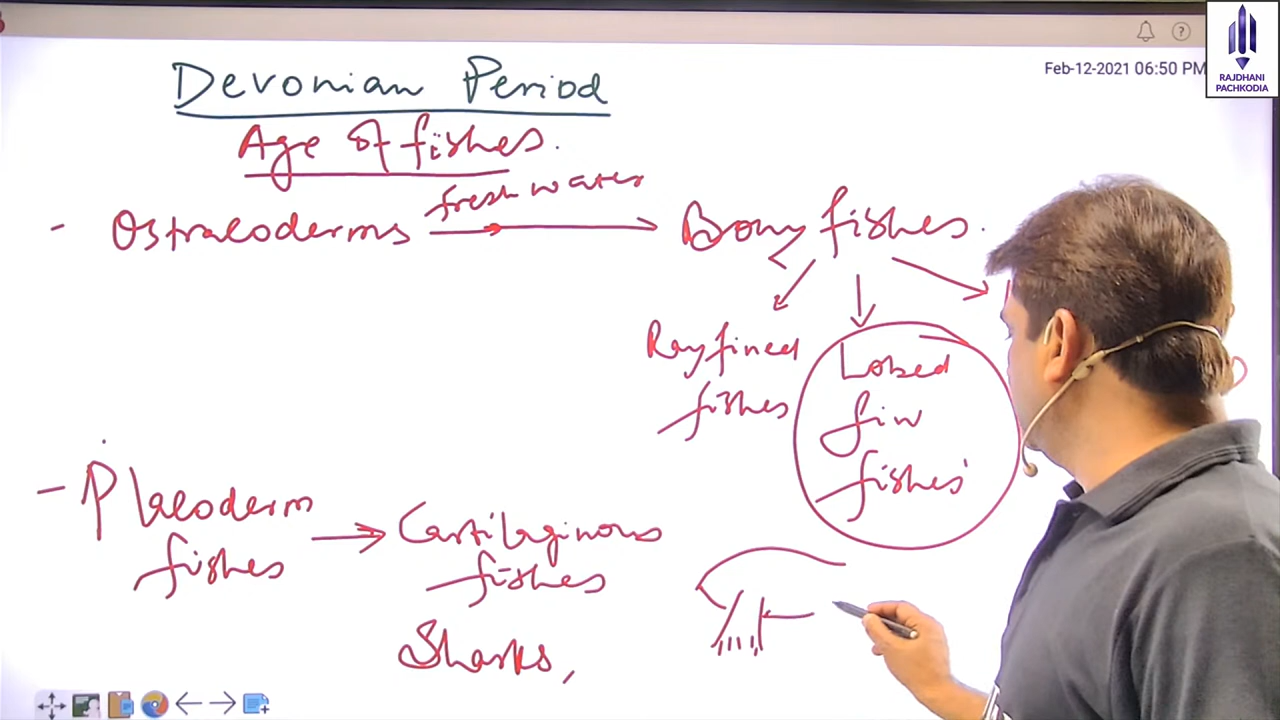 Feb-12-2021 06:50 PM
RAJDHANI
PACHKODIA
Devonian Period
Age of fishes.
- Ostracoderms
fresh water
Bony fishes.
Rayfined
fishes
Lobed
fin
fishes
- Placoderm
fishes
Cartilaginous
fishes
Sharks,